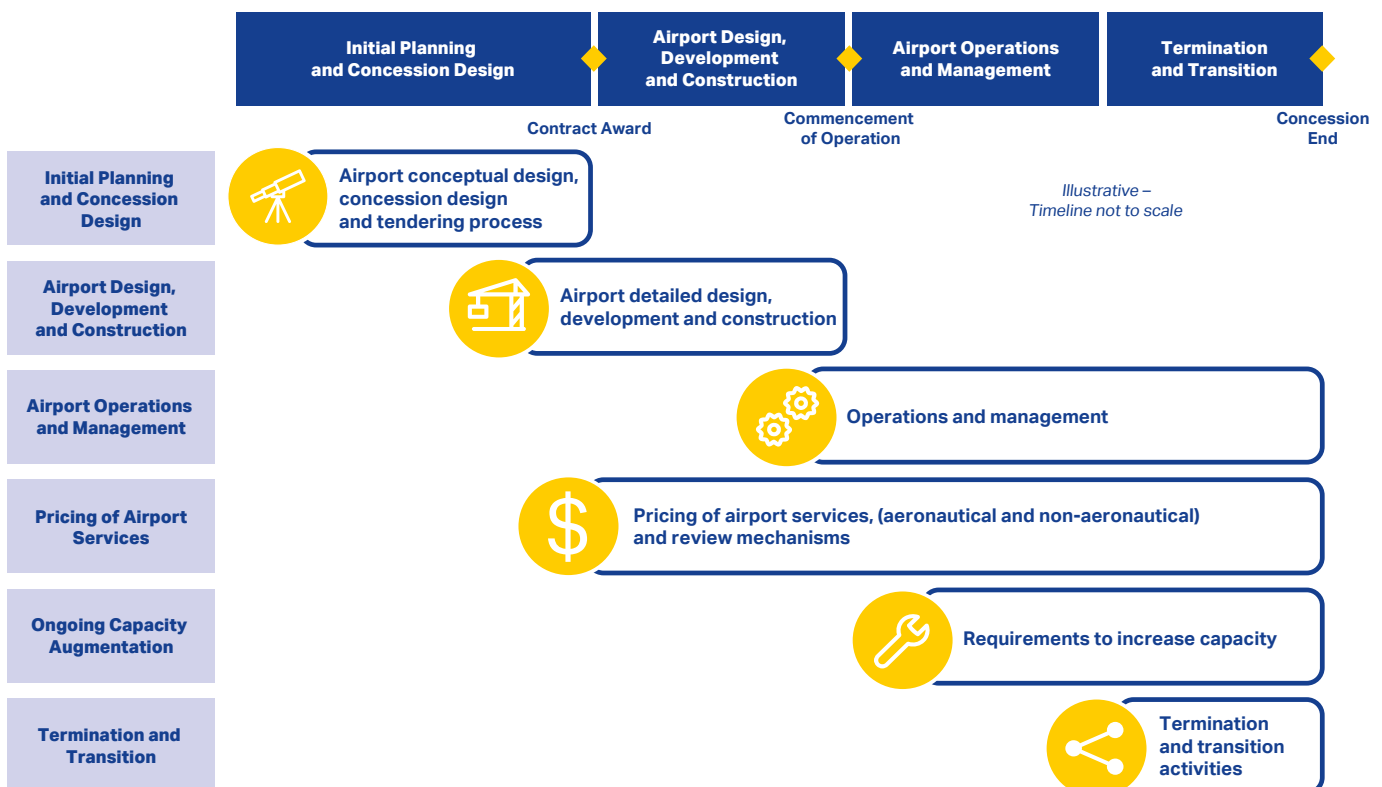 Initial Planning
and Concession Design
Airport Design,
Development
and Construction
Airport Operations
and Management
Termination
and Transition
Contract Award
Commencement
of Operation
Concession
End
Initial Planning
and Concession
Design
Airport conceptual design,
concession design
and tendering process
Illustrative –
Timeline not to scale
Airport Design,
Development
and Construction
Airport detailed design,
development and construction
Airport Operations
and Management
Operations and management
Pricing of Airport
Services
$
Pricing of airport services, (aeronautical and non-aeronautical)
and review mechanisms
Ongoing Capacity
Augmentation
Requirements to increase capacity
Termination and
Transition
Termination
and transition
activities